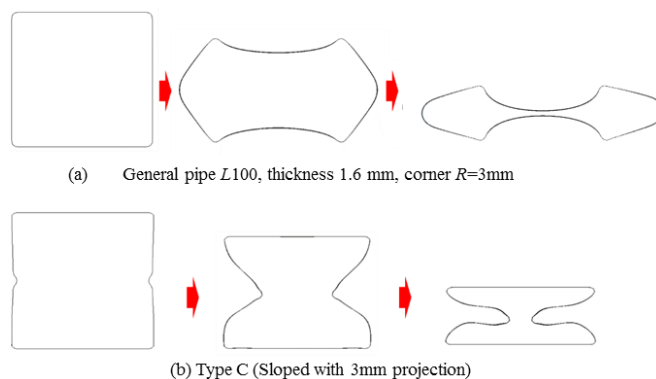 (a) General pipe L100, thickness 1.6 mm, corner R=3mm
(b) Type C (Sloped with 3mm projection)